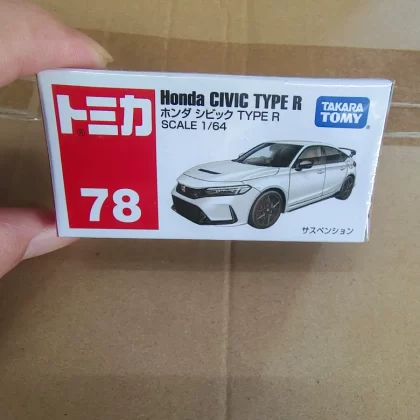 トミカ
78
Honda CIVIC TYPE R
ホンダ シビック TYPE R
SCALE 1/64
TAKARA
TOMY
サスペンション